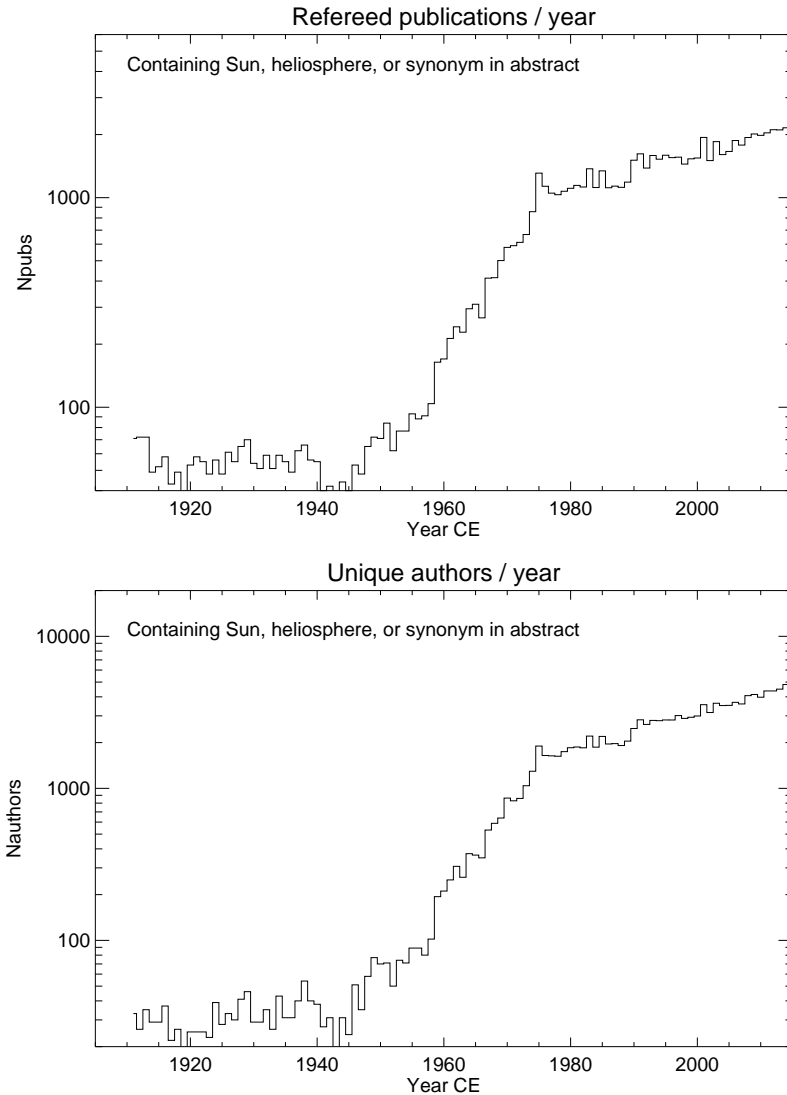 Refereed publications / year
Containing Sun, heliosphere, or synonym in abstract
1000
100
Npubs
1920 1940 1960 1980 2000
Year CE
Unique authors / year
Containing Sun, heliosphere, or synonym in abstract
10000
1000
100
Nauthors
1920 1940 1960 1980 2000
Year CE